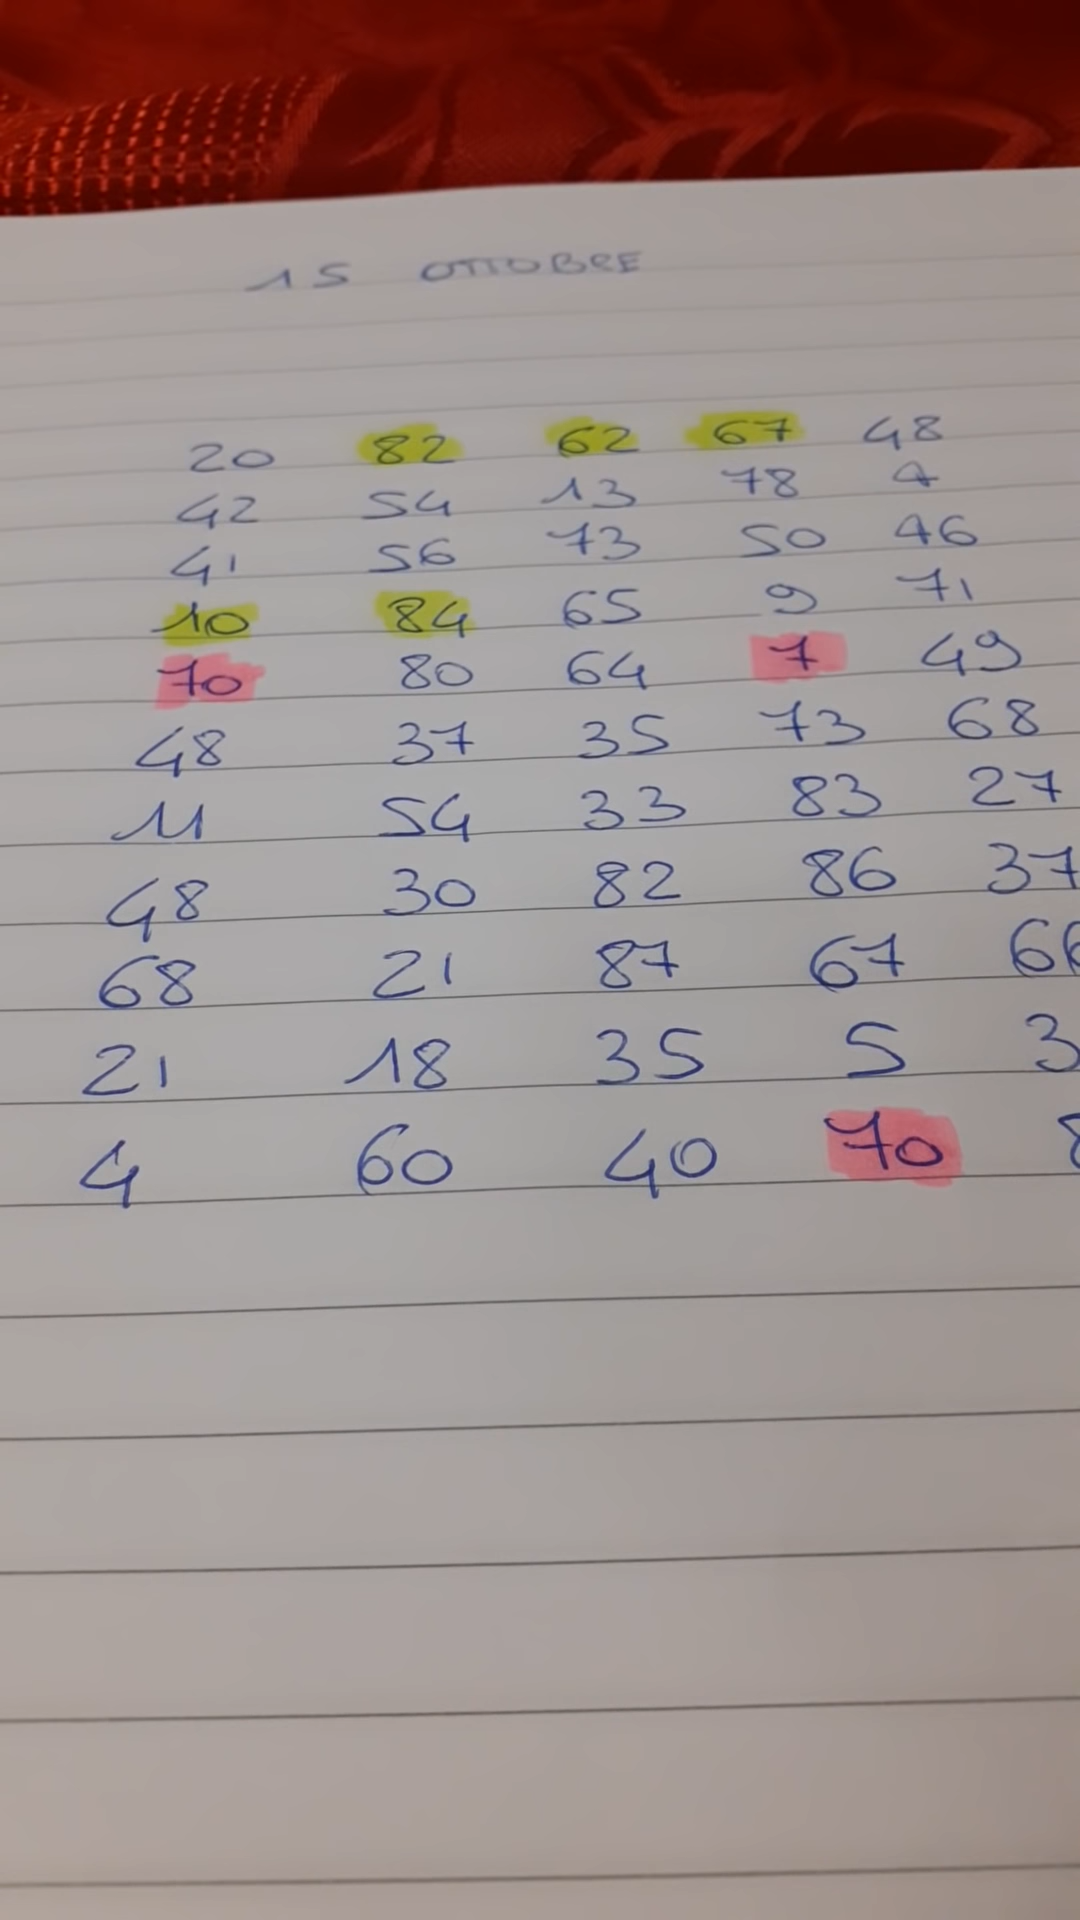 15 OTTOBRE
20 82 62 67 48
42 54 13 78 4
41 56 73 50 46
10 84 65 9 71
70 80 64 7 49
48 37 35 73 68
11 54 33 83 27
48 30 82 86 37
68 21 87 67
21 18 35 5
4 60 40 70